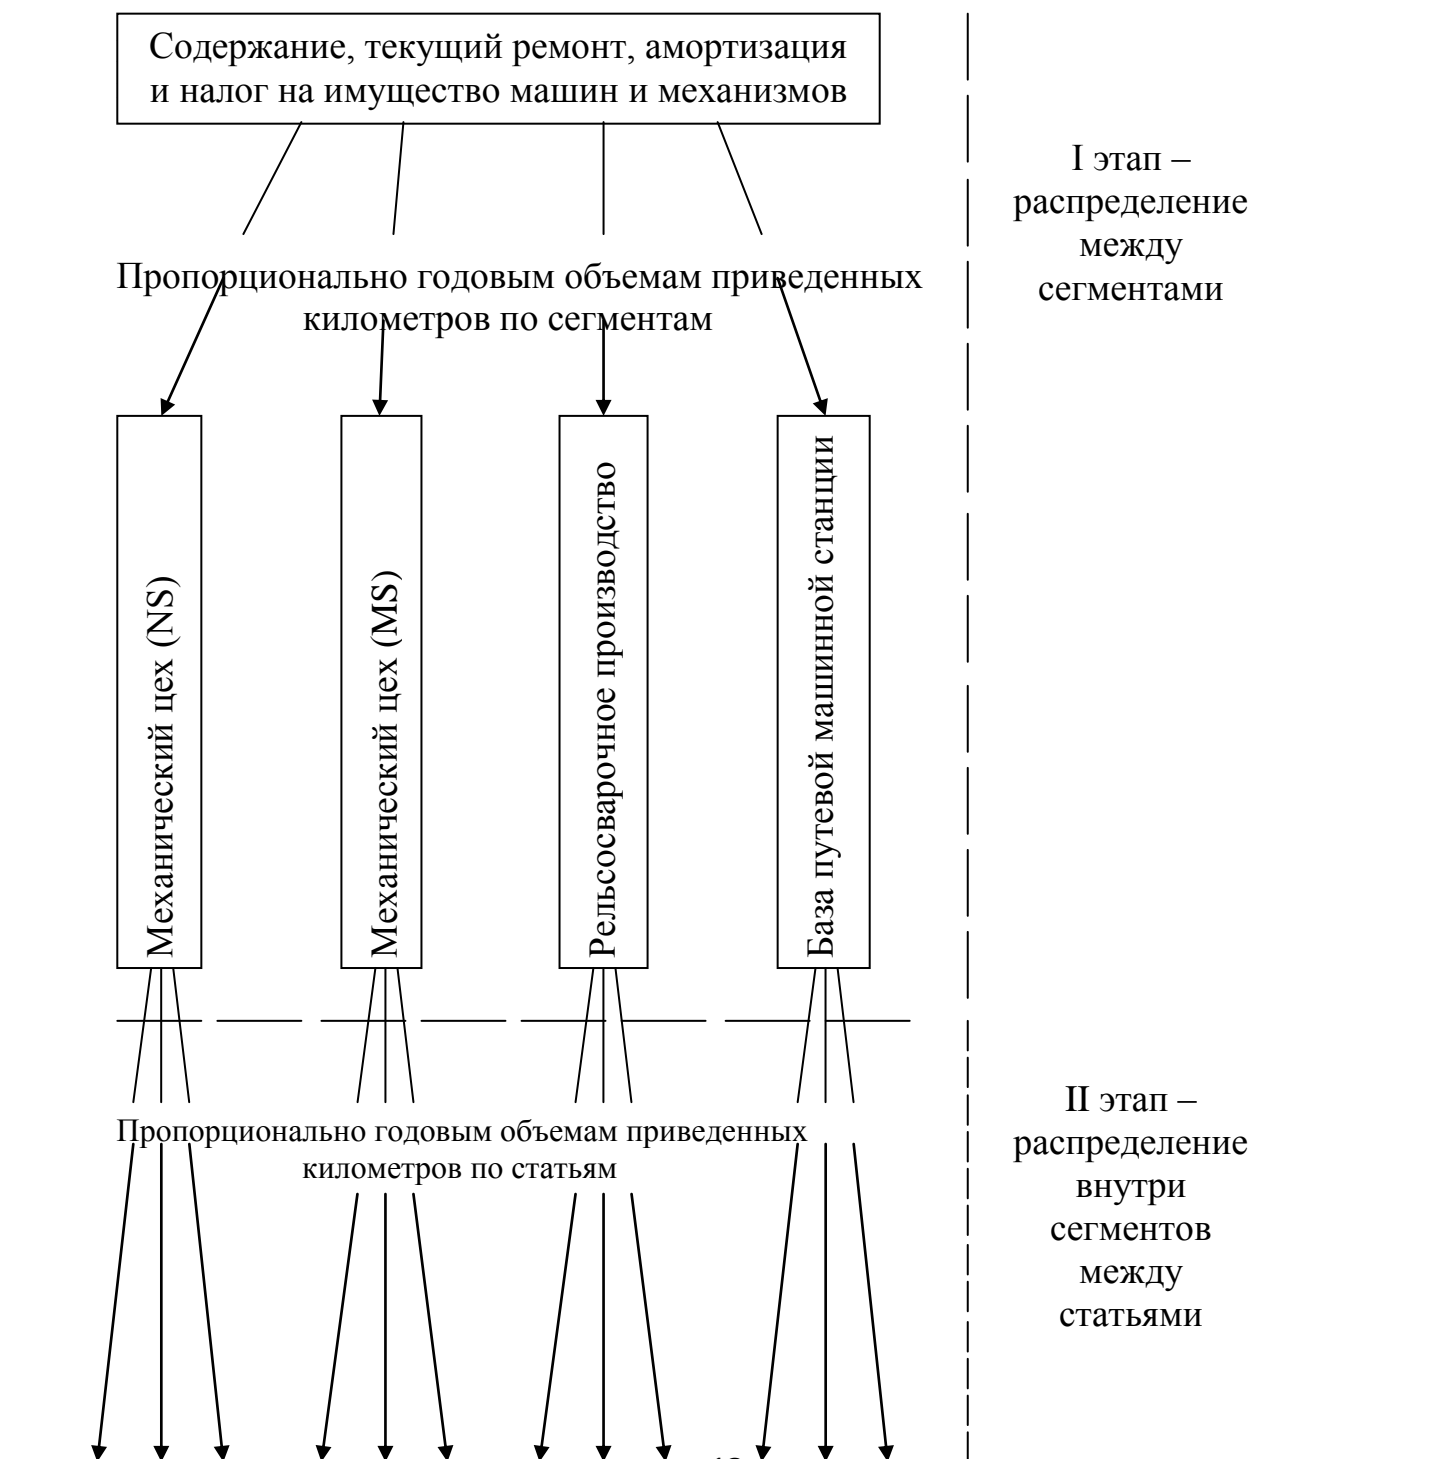 Содержание, текущий ремонт, амортизация
и налог на имущество машин и механизмов
I этап –
распределение
между
сегментами
Пропорционально годовым объемам приведенных
километров по сегментам
Механический цех (NS)
Механический цех (MS)
Рельсосварочное производство
База путевой машинной станции
Пропорционально годовым объемам приведенных
километров по статьям
II этап –
распределение
внутри
сегментов
между
статьями